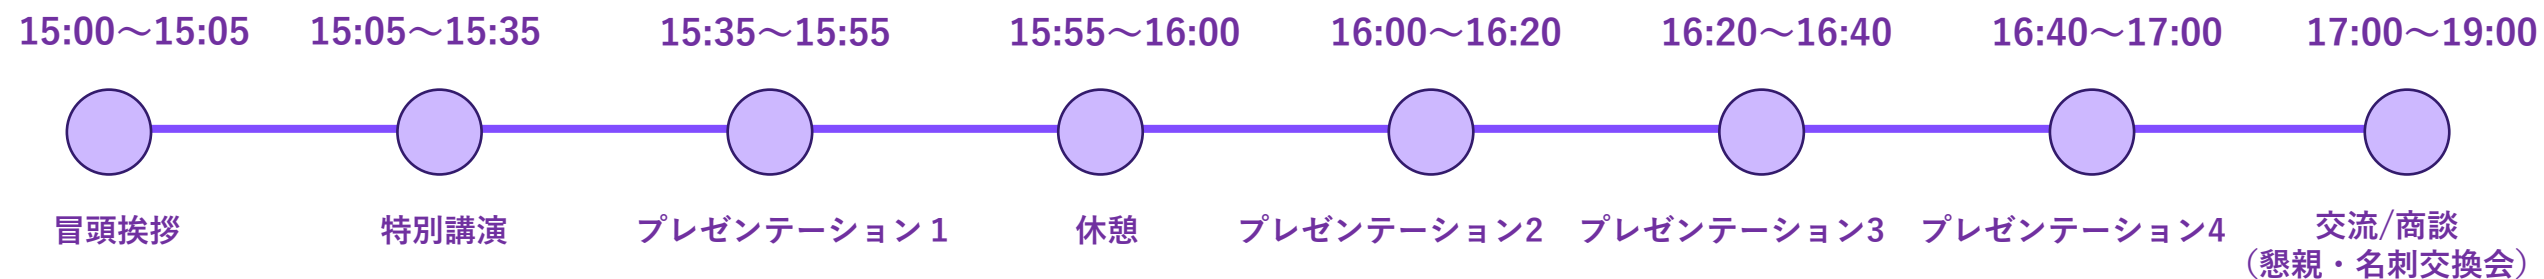 15:00～15:05 15:05～15:35 15:35～15:55 15:55～16:00 16:00～16:20 16:20～16:40 16:40～17:00 17:00～19:00
冒頭挨拶 特別講演 プレゼンテーション１ 休憩 プレゼンテーション2 プレゼンテーション3 プレゼンテーション4 交流/商談
（懇親・名刺交換会）